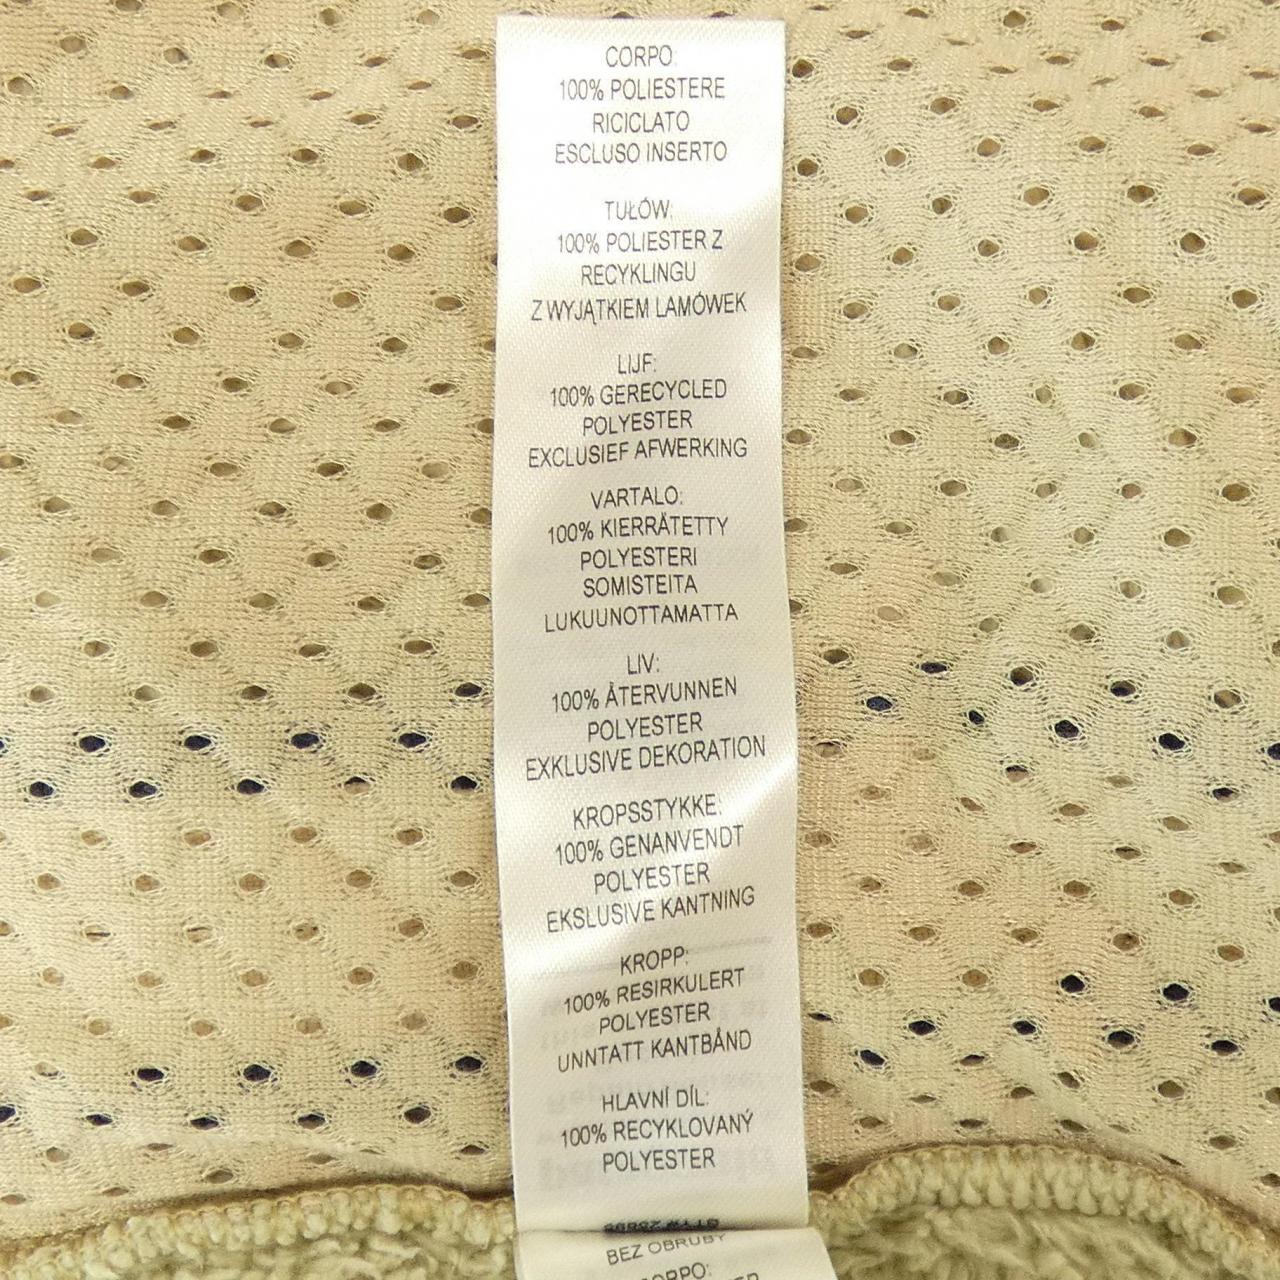 CORPO:
100% POLIESTERE
RICICLATO
ESCLUSO INSERTO
TUŁÓW:
100% POLIESTER Z
RECYKLINGU
Z WYJĄTKIEM LAMÓWEK
LIJF:
100% GERECYCLED
POLYESTER
EXCLUSIEF AFWERKING
VARTALO:
100% KIERRÄTETTY
POLYESTERI
SOMISTEITA
LUKUUNOTTAMATTA
LIV:
100% ÅTERVUNNEN
POLYESTER
EXKLUSIVE DEKORATION
KROPSSTYKKE:
100% GENANVENDT
POLYESTER
EKSLUSIVE KANTNING
KROPP:
100% RESIRKULERT
POLYESTER
UNNTATT KANTBÅND
HLAVNÍ DÍL:
100% RECYKLOVANÝ
POLYESTER
BEZ OBRUBY
CORPO: